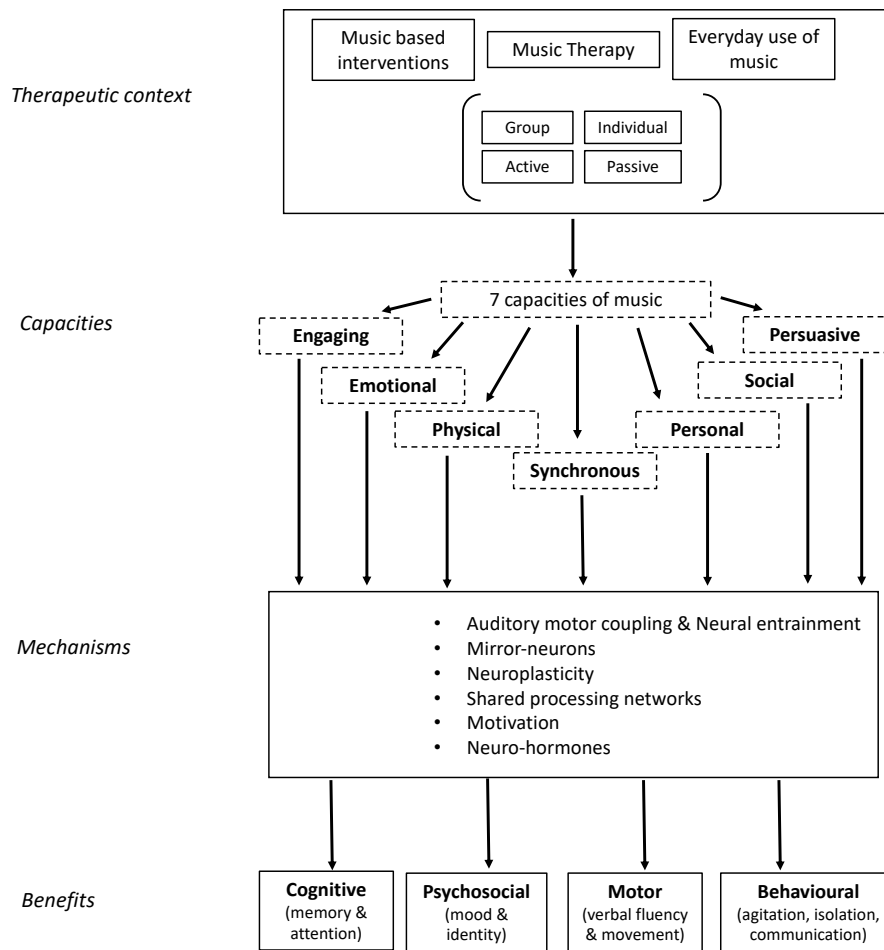 Music based
interventions
Music Therapy
Everyday use of
music
Therapeutic context
Group
Individual
Active
Passive
7 capacities of music
Capacities
Engaging
Persuasive
Emotional
Social
Physical
Personal
Synchronous
Mechanisms
• Auditory motor coupling & Neural entrainment
• Mirror-neurons
• Neuroplasticity
• Shared processing networks
• Motivation
• Neuro-hormones
Benefits
Cognitive
(memory &
attention)
Psychosocial
(mood &
identity)
Motor
(verbal fluency
& movement)
Behavioural
(agitation, isolation,
communication)